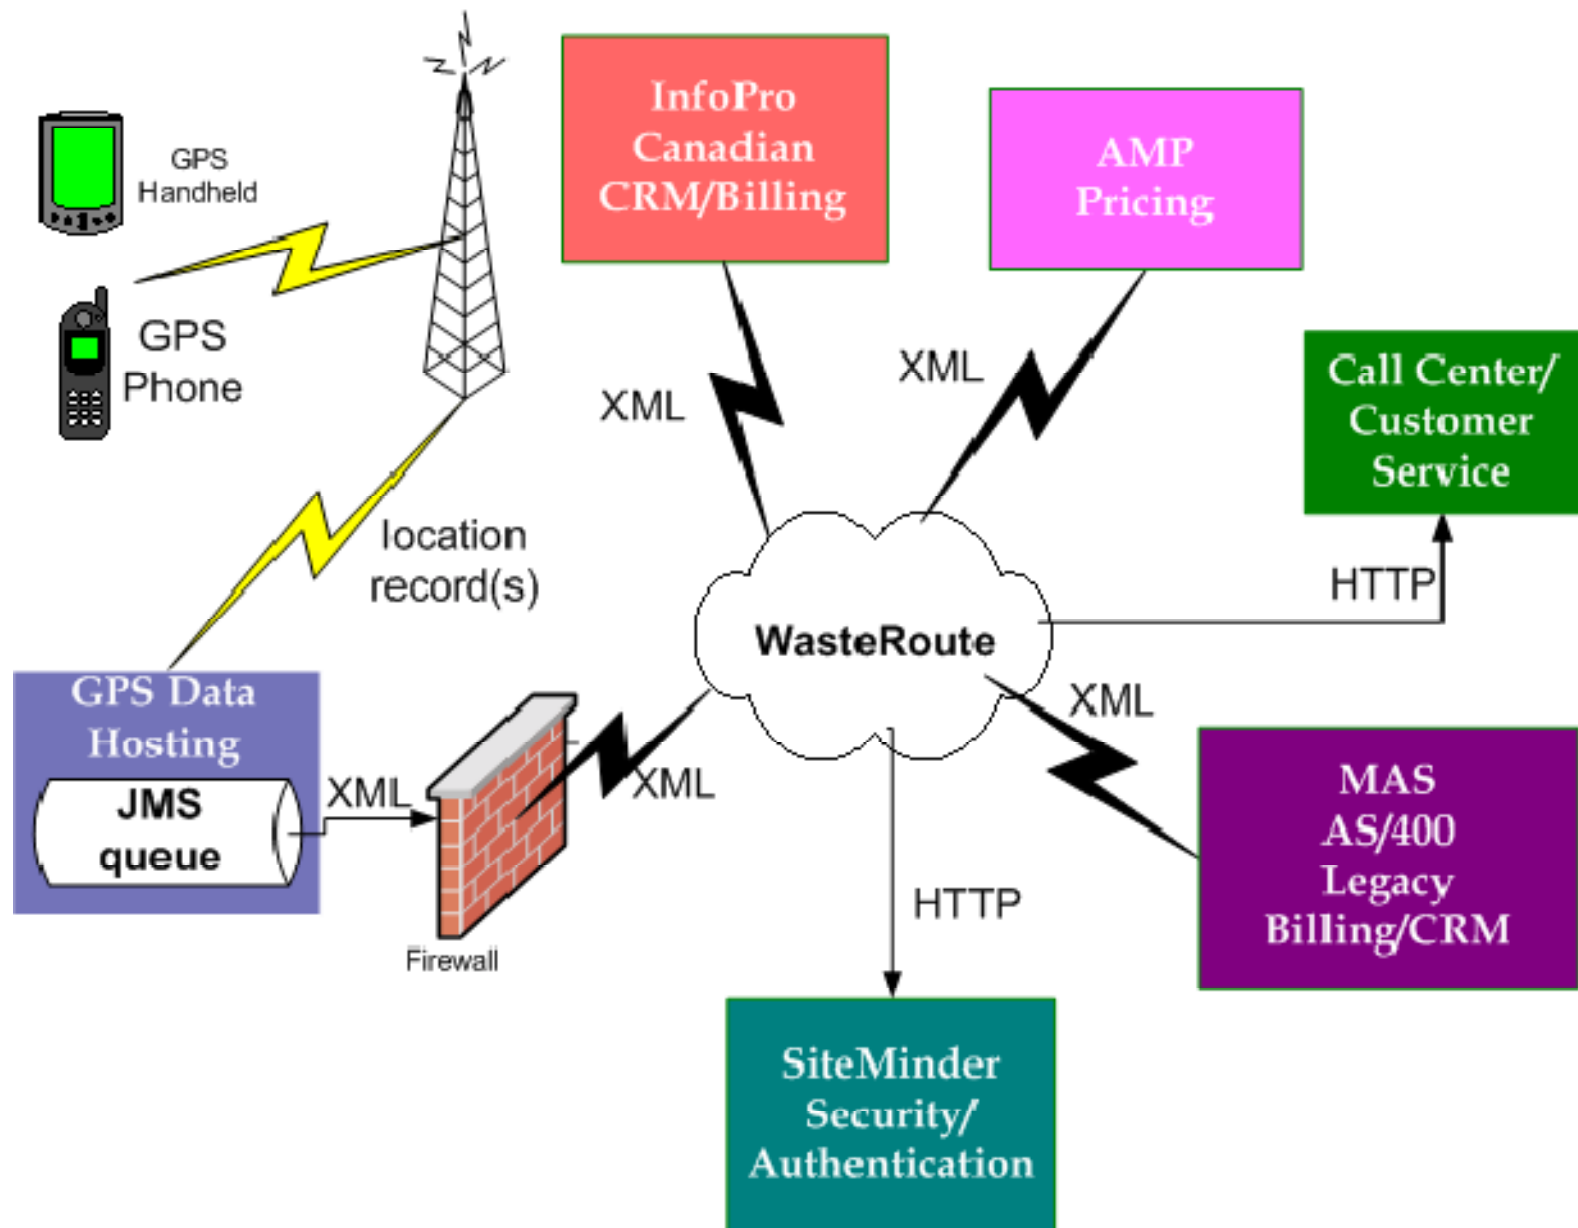 GPS
Handheld
GPS
Phone
InfoPro
Canadian
CRM/Billing
AMP
Pricing
XML
XML
Call Center/
Customer
Service
location
record(s)
HTTP
WasteRoute
XML
GPS Data
Hosting
JMS
queue
XML
XML
Firewall
MAS
AS/400
Legacy
Billing/CRM
HTTP
SiteMinder
Security/
Authentication